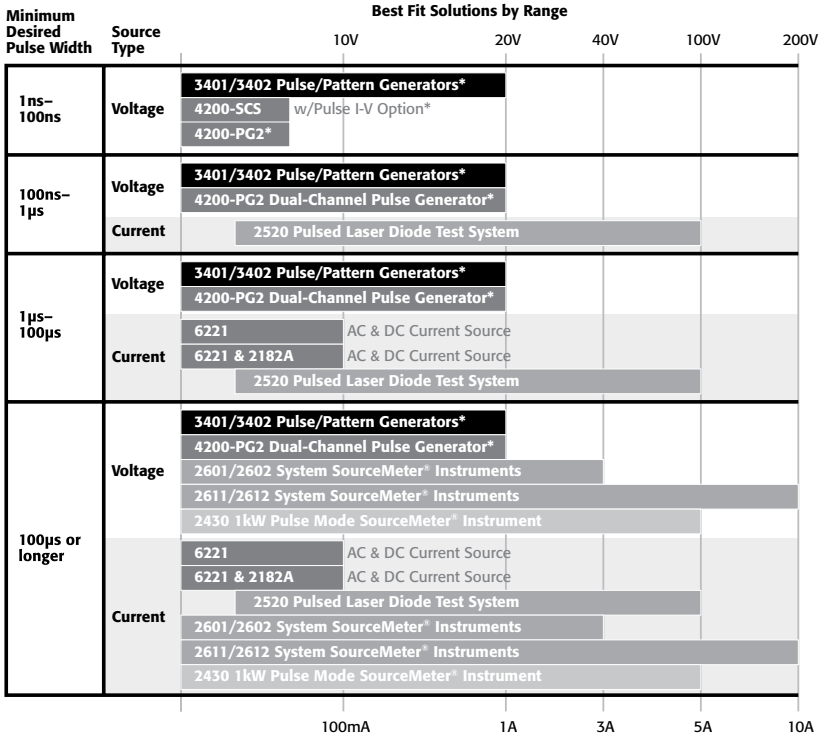 Best Fit Solutions by Range
Minimum
Desired
Pulse Width
Source
Type
10V
20V
40V
100V
200V
1ns–
100ns
Voltage
3401/3402 Pulse/Pattern Generators*
4200-SCS w/Pulse I-V Option*
4200-PG2*
100ns–
1µs
Voltage
3401/3402 Pulse/Pattern Generators*
4200-PG2 Dual-Channel Pulse Generator*
Current
2520 Pulsed Laser Diode Test System
1µs–
100µs
Voltage
3401/3402 Pulse/Pattern Generators*
4200-PG2 Dual-Channel Pulse Generator*
Current
6221 AC & DC Current Source
6221 & 2182A AC & DC Current Source
2520 Pulsed Laser Diode Test System
100µs or
longer
Voltage
3401/3402 Pulse/Pattern Generators*
4200-PG2 Dual-Channel Pulse Generator*
2601/2602 System SourceMeter® Instruments
2611/2612 System SourceMeter® Instruments
2430 1kW Pulse Mode SourceMeter® Instrument
Current
6221 AC & DC Current Source
6221 & 2182A AC & DC Current Source
2520 Pulsed Laser Diode Test System
2601/2602 System SourceMeter® Instruments
2611/2612 System SourceMeter® Instruments
2430 1kW Pulse Mode SourceMeter® Instrument
100mA
1A
3A
5A
10A